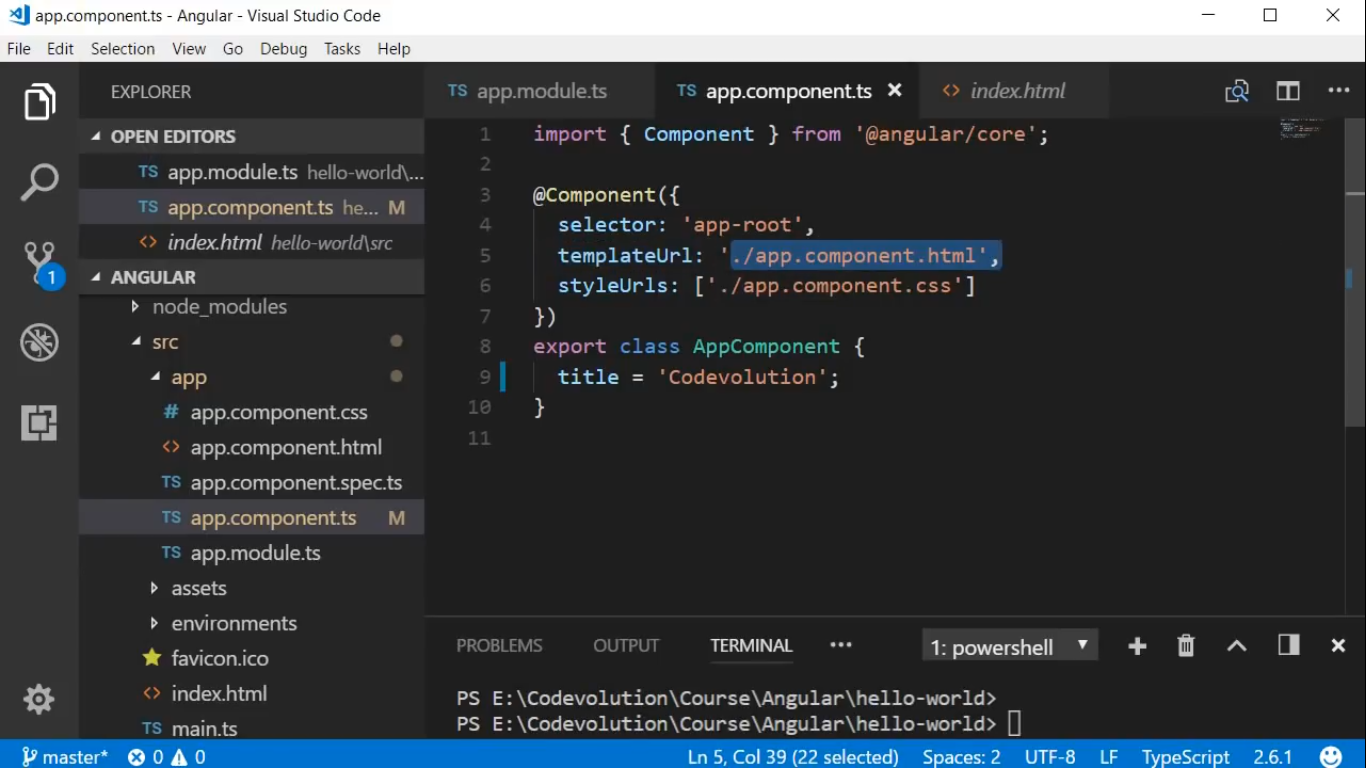 app.component.ts - Angular - Visual Studio Code
File Edit Selection View Go Debug Tasks Help
EXPLORER
OPEN EDITORS
TS app.module.ts hello-world\...
TS app.component.ts he... M
<> index.html hello-world\src
ANGULAR
node_modules
src
app
# app.component.css
<> app.component.html
TS app.component.spec.ts
TS app.component.ts M
TS app.module.ts
assets
environments
favicon.ico
<> index.html
TS main.ts
1
TS app.module.ts TS app.component.ts <> index.html
1 import { Component } from '@angular/core';
2
3 @Component({
4 selector: 'app-root',
5 templateUrl: './app.component.html',
6 styleUrls: ['./app.component.css']
7 })
8 export class AppComponent {
9 title = 'Codevolution';
10 }
11
PROBLEMS OUTPUT TERMINAL ••• 1: powershell
PS E:\Codevolution\Course\Angular\hello-world>
PS E:\Codevolution\Course\Angular\hello-world>
master* 0 0 Ln 5, Col 39 (22 selected) Spaces: 2 UTF-8 LF TypeScript 2.6.1